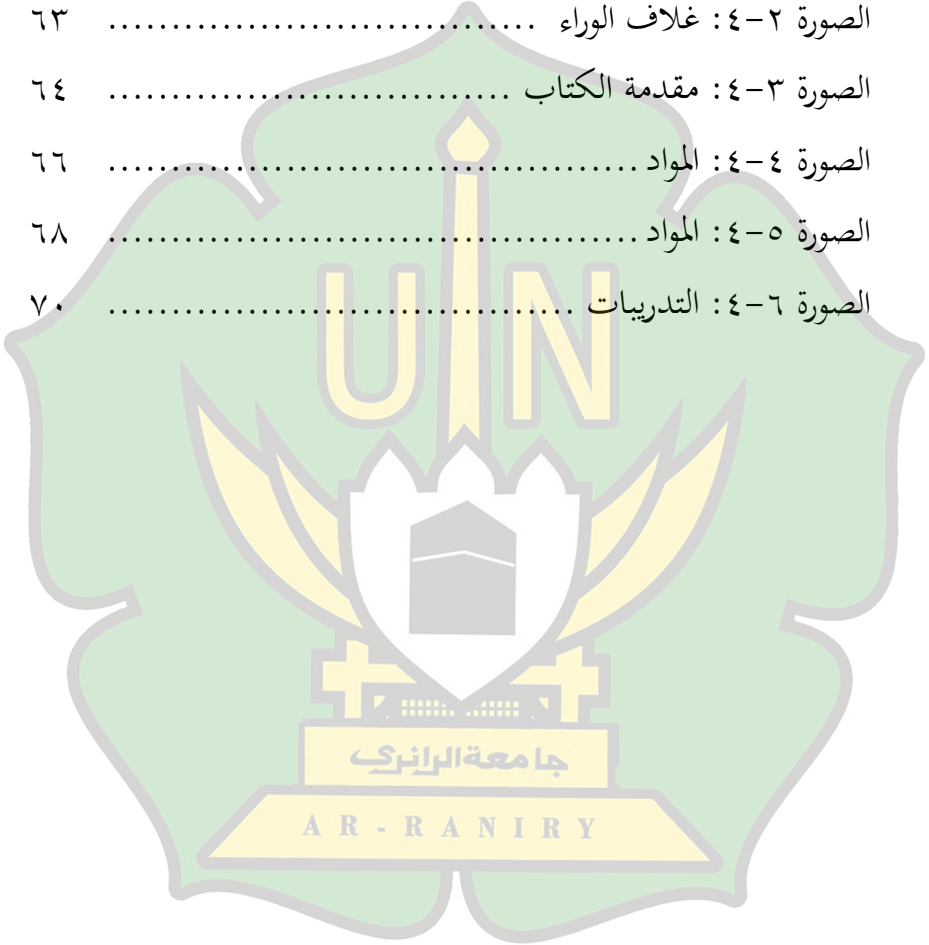 الصورة ٢-٤: غلاف الوراء .................................. ٦٣
الصورة ٣-٤: مقدمة الكتاب ................................ ٦٤
الصورة ٤-٤: المواد ............................................. ٦٦
الصورة ٥-٤: المواد ............................................. ٦٨
الصورة ٦-٤: التدريبات ..................................... ٧٠
UIN
جامعةالرانري
AR-RANIRY